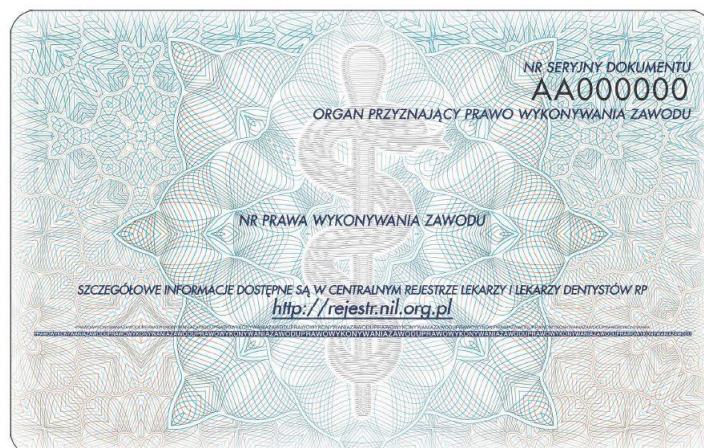 NR SERYJNY DOKUMENTU
AA000000
ORGAN PRZYZNAJĄCY PRAWO WYKONYWANIA ZAWODU
NR PRAWA WYKONYWANIA ZAWODU
SZCZEGÓŁOWE INFORMACJE DOSTĘPNE SĄ W CENTRALNYM REJESTRZE LEKARZY I LEKARZY DENTYSTÓW RP
http://rejestr.nil.org.pl